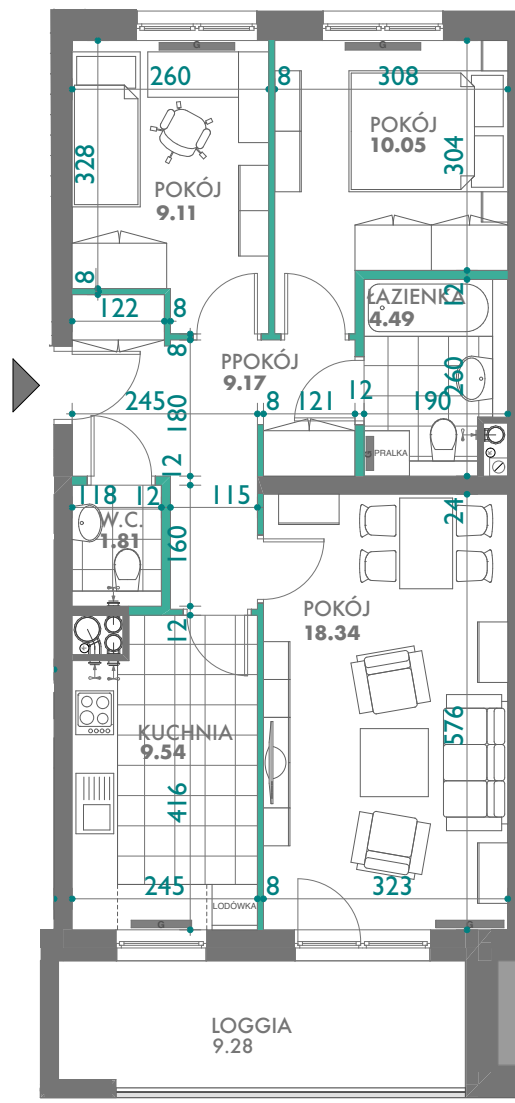 G
G
260
8
308
POKÓJ
10.05
328
304
POKÓJ
9.11
8
12
ŁAZIENKA
4.49
122
8
8
PPOKÓJ
9.17
260
245
180
8
121
12
190
G
PRALKA
12
118
12
115
24
W.C.
1.81
160
POKÓJ
18.34
12
KUCHNIA
9.54
576
416
245
8
323
LODÓWKA
G
G
LOGGIA
9.28